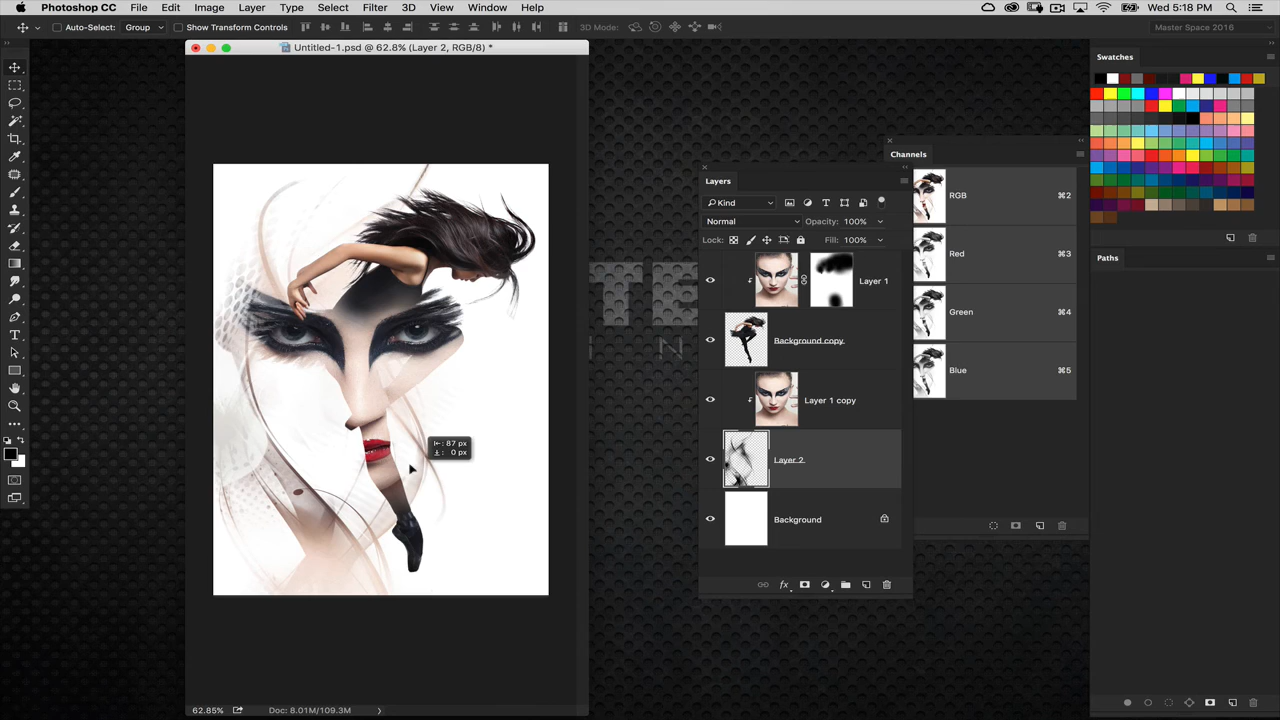 Photoshop CC File Edit Image Layer Type Select Filter 3D View Window Help
Wed 5:18 PM
Auto-Select: Group Show Transform Controls 3D Mode: Master Space 2016
Untitled-1.psd @ 62.8% (Layer 2, RGB/8) *
Swatches
Channels
RGB ⌘2
Red ⌘3
Green ⌘4
Blue ⌘5
Layers
Kind
Normal Opacity: 100%
Lock: Fill: 100%
Layer 1
Background copy
Layer 1 copy
Layer 2
Background
Paths
TE
N
: 87 px
: 0 px
62.85% Doc: 8.01M/109.3M